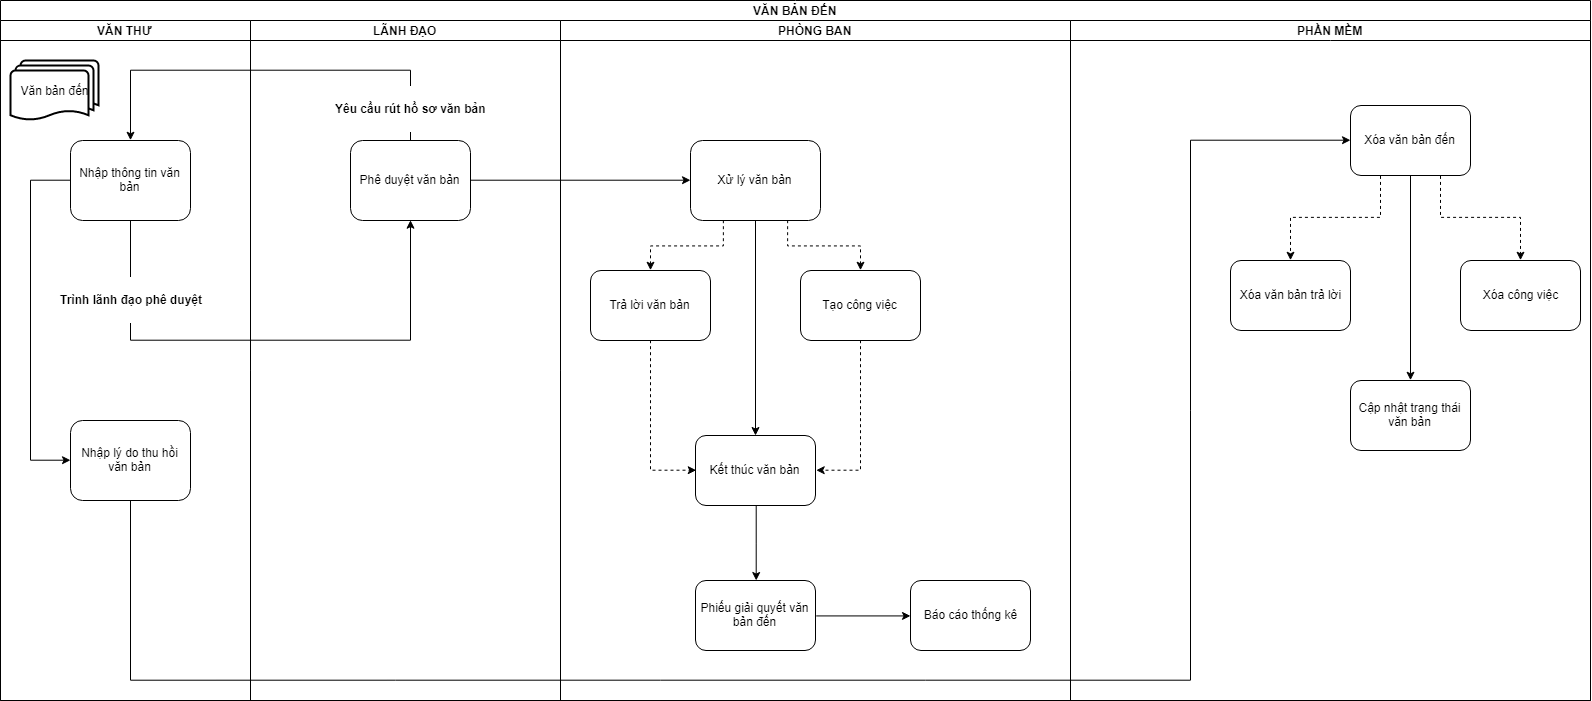 VĂN BẢN ĐẾN
VĂN THƯ
LÃNH ĐẠO
PHÒNG BAN
PHẦN MỀM
Văn bản đến
Nhập thông tin văn
bản
Trình lãnh đạo phê duyệt
Nhập lý do thu hồi
văn bản
Yêu cầu rút hồ sơ văn bản
Phê duyệt văn bản
Xử lý văn bản
Trả lời văn bản
Tạo công việc
Kết thúc văn bản
Phiếu giải quyết văn
bản đến
Báo cáo thống kê
Xóa văn bản đến
Xóa văn bản trả lời
Xóa công việc
Cập nhật trạng thái
văn bản